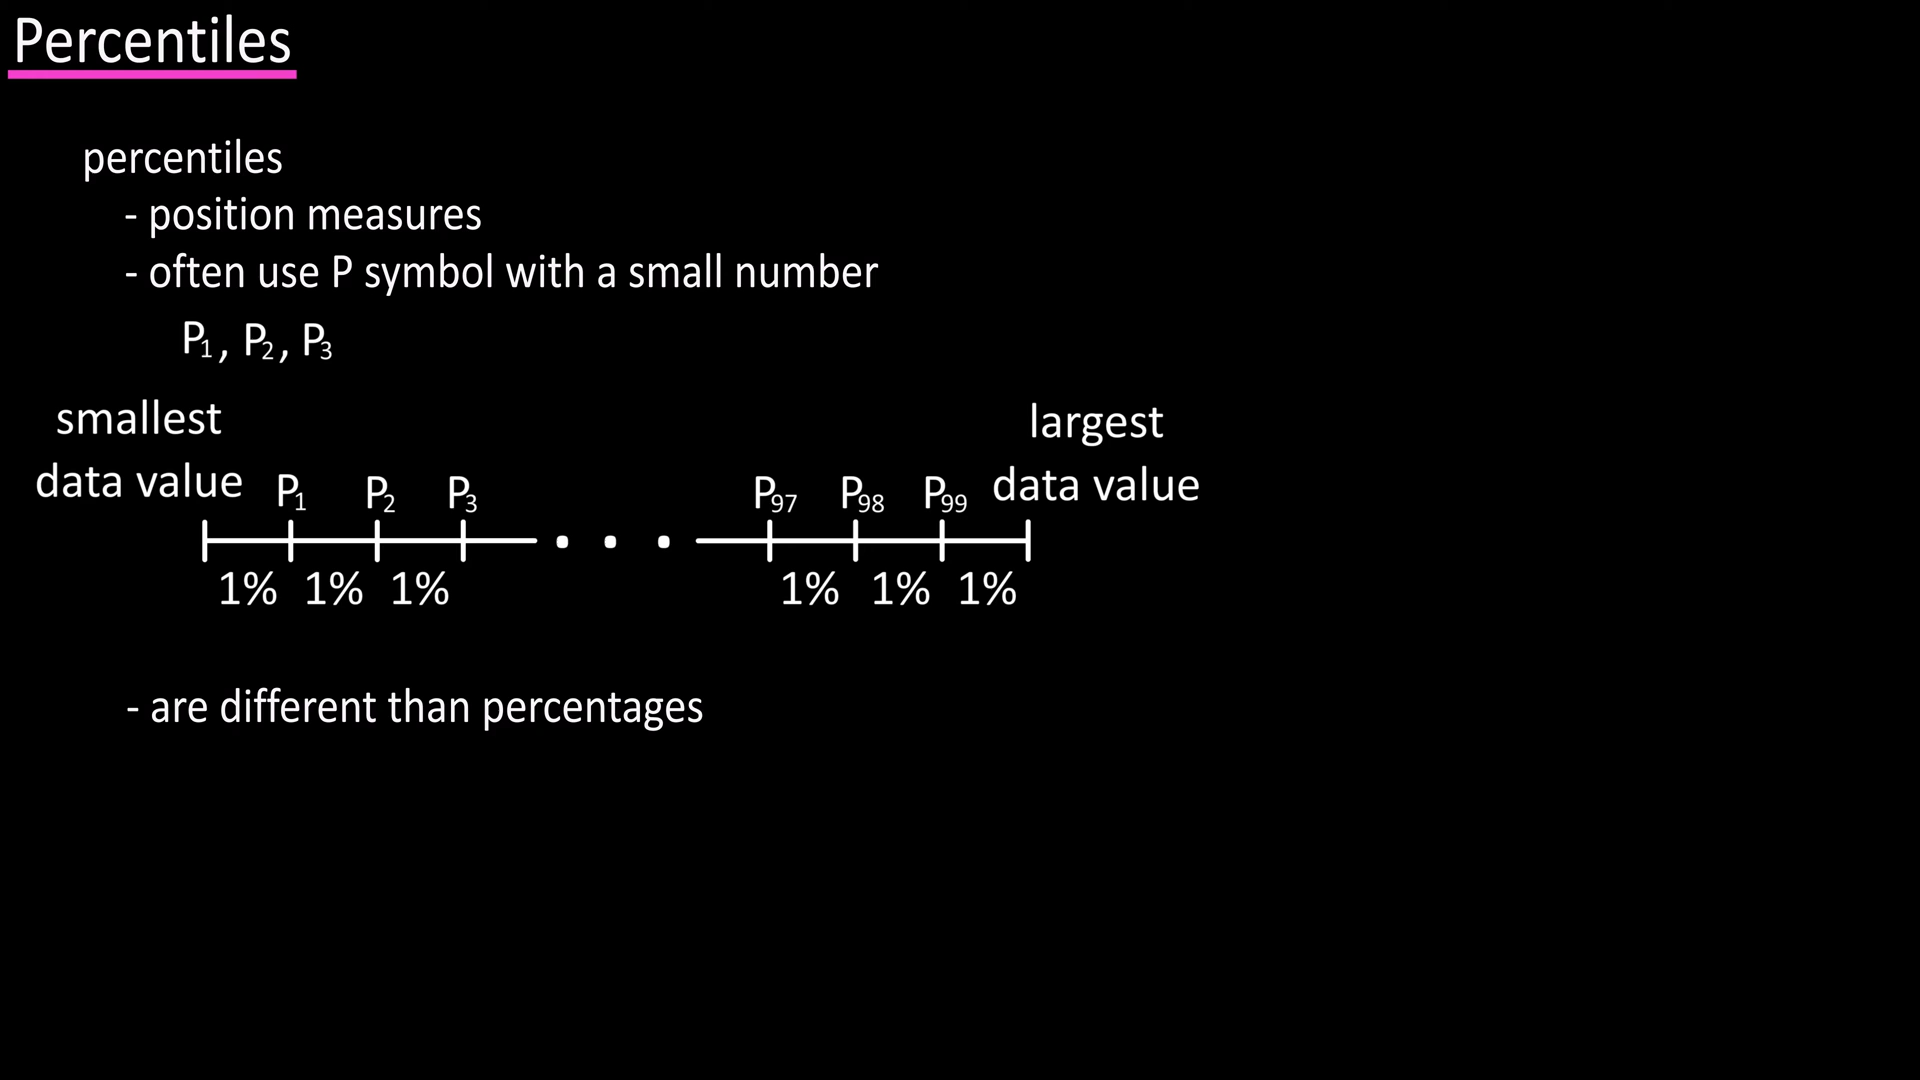 Percentiles
percentiles
- position measures
- often use P symbol with a small number
P₁, P₂, P₃
smallest
data value
P₁ P₂ P₃
P₉₇ P₉₈ P₉₉
largest
data value
1% 1% 1%
1% 1% 1%
- are different than percentages